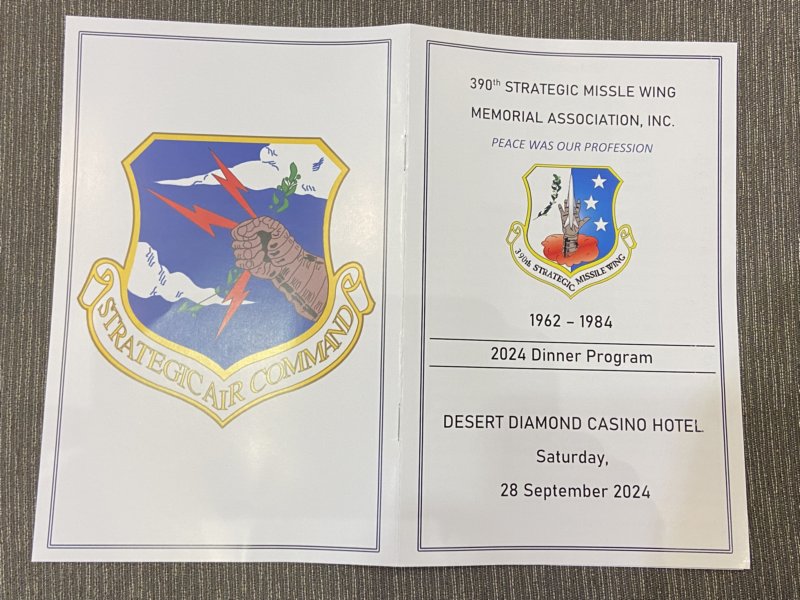 STRATEGIC AIR COMMAND
390th STRATEGIC MISSLE WING
MEMORIAL ASSOCIATION, INC.
PEACE WAS OUR PROFESSION
390th STRATEGIC MISSILE WING
1962 – 1984
2024 Dinner Program
DESERT DIAMOND CASINO HOTEL
Saturday,
28 September 2024